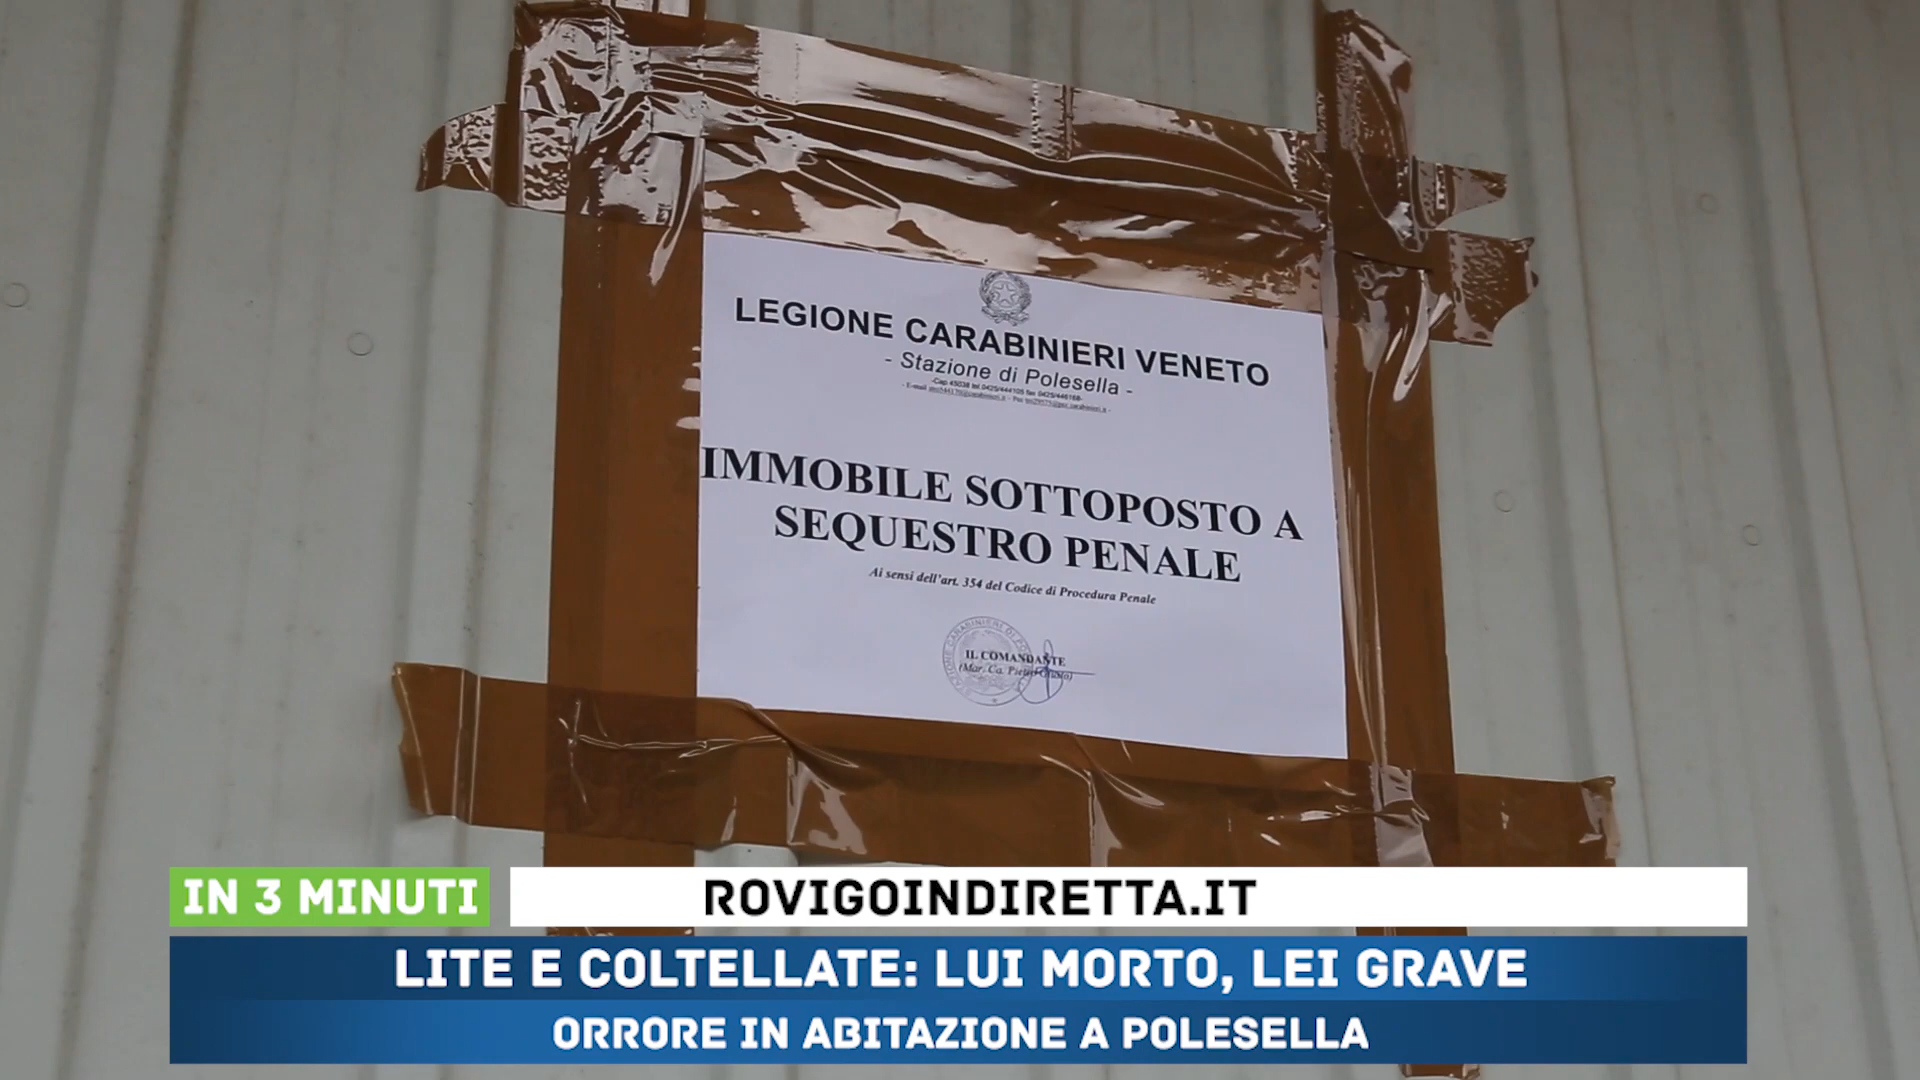 LEGIONE CARABINIERI VENETO
- Stazione di Polesella -
IMMOBILE SOTTOPOSTO A
SEQUESTRO PENALE
Ai sensi dell'art. 354 del Codice di Procedura Penale
IL COMANDANTE
IN 3 MINUTI
ROVIGOINDIRETTA.IT
LITE E COLTELLATE: LUI MORTO, LEI GRAVE
ORRORE IN ABITAZIONE A POLESELLA